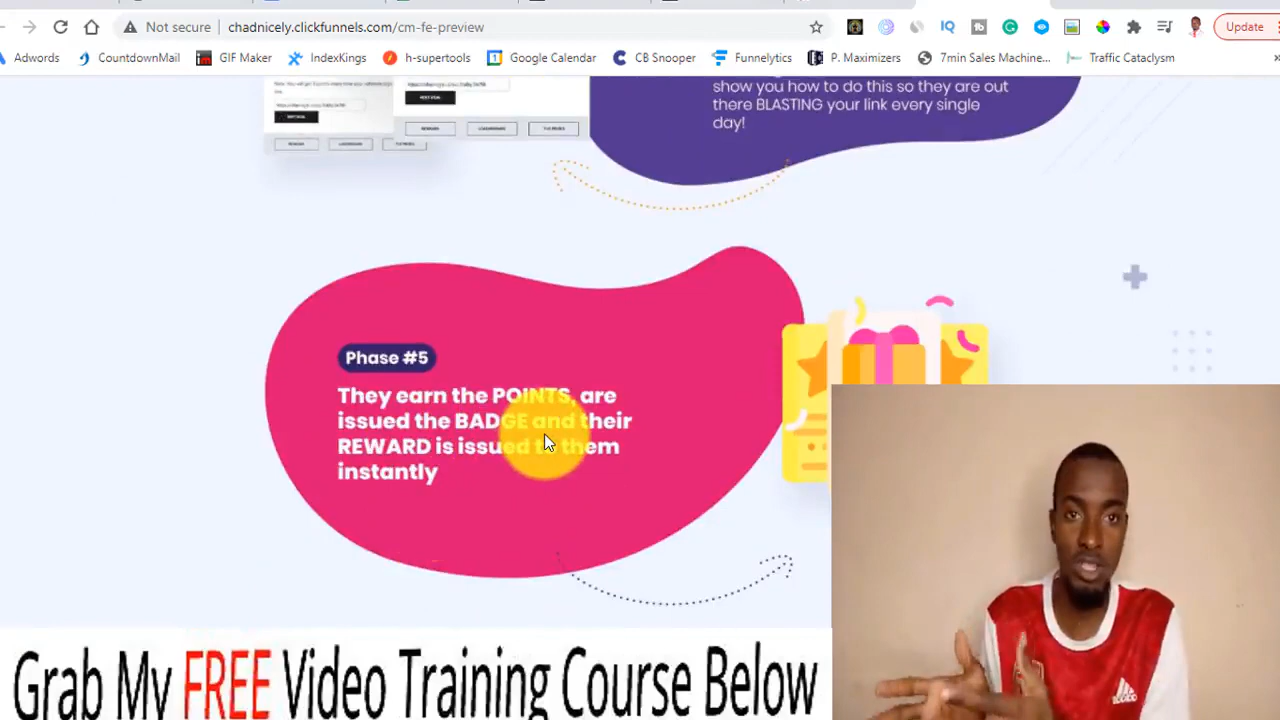 Not secure
chadnicely.clickfunnels.com/cm-fe-preview
Update
Adwords
CountdownMail
GIF Maker
IndexKings
h-supertools
Google Calendar
CB Snooper
Funnelytics
P. Maximizers
7min Sales Machine...
Traffic Cataclysm
show you how to do this so they are out
there BLASTING your link every single
day!
Phase #5
They earn the POINTS, are
issued the BADGE and their
REWARD is issued to them
instantly
Grab My FREE Video Training Course Below
adidas